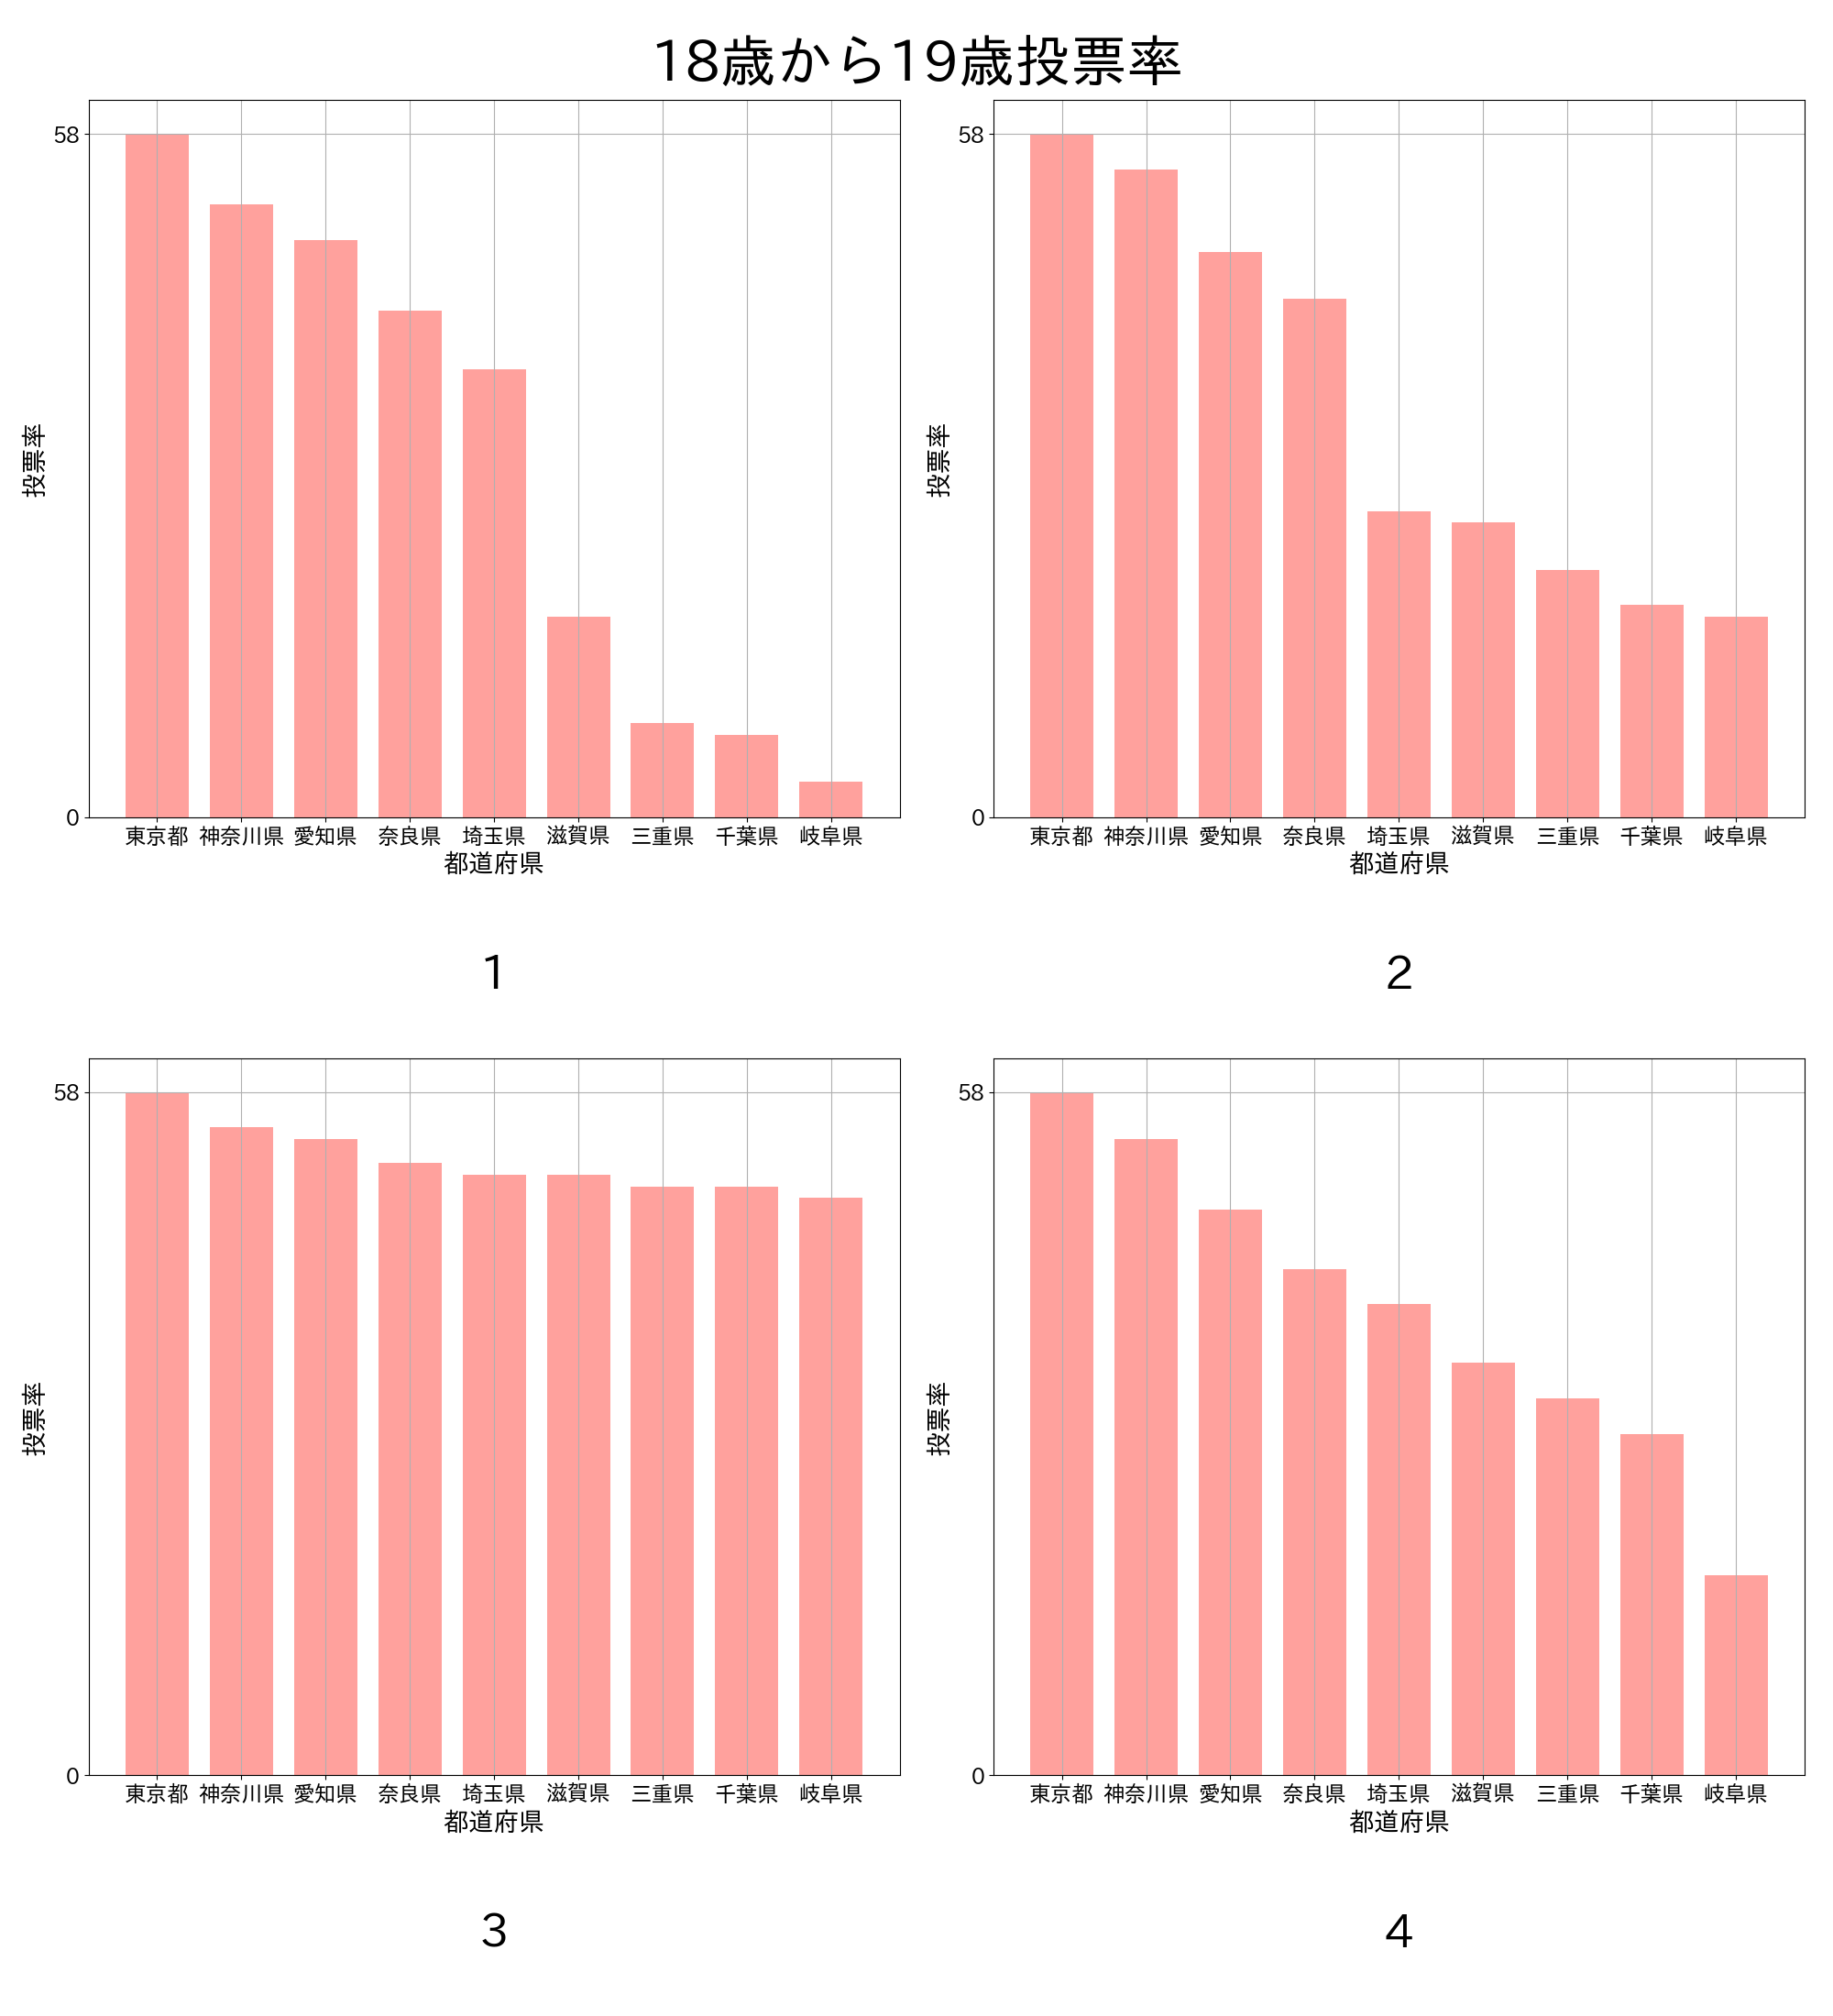 18歳から19歳投票率
58
0
投票率
東京都 神奈川県 愛知県 奈良県 埼玉県 滋賀県 三重県 千葉県 岐阜県
都道府県
1
58
0
投票率
東京都 神奈川県 愛知県 奈良県 埼玉県 滋賀県 三重県 千葉県 岐阜県
都道府県
2
58
0
投票率
東京都 神奈川県 愛知県 奈良県 埼玉県 滋賀県 三重県 千葉県 岐阜県
都道府県
3
58
0
投票率
東京都 神奈川県 愛知県 奈良県 埼玉県 滋賀県 三重県 千葉県 岐阜県
都道府県
4